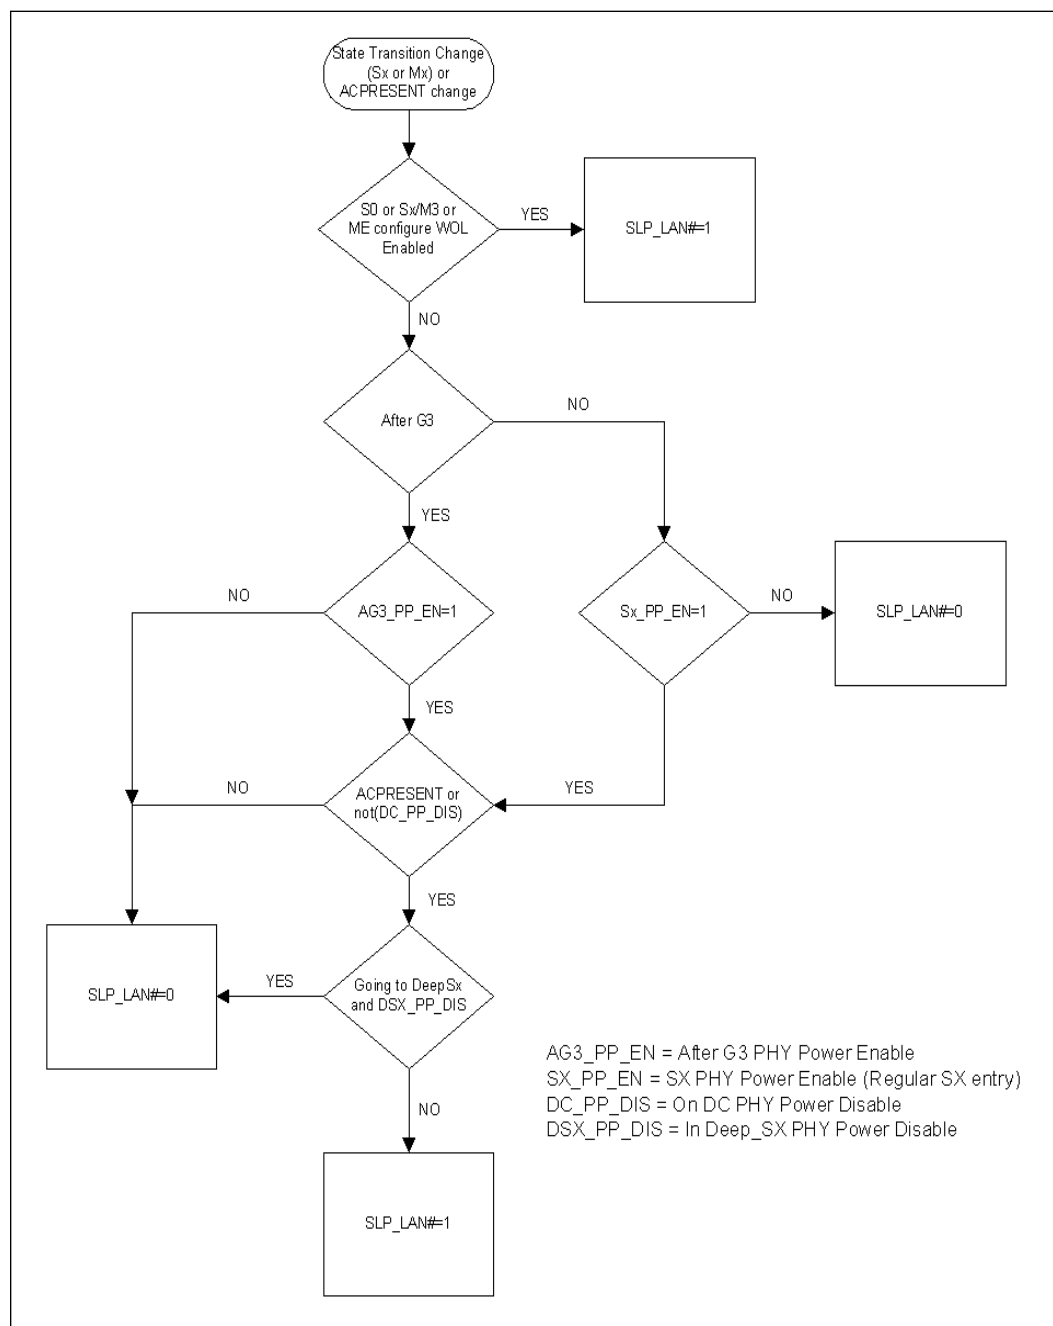 State Transition Change
(Sx or Mx) or
ACPRESENT change
S0 or Sx/M3 or
ME configure WOL
Enabled
YES
SLP_LAN#=1
NO
After G3
NO
YES
NO
AG3_PP_EN=1
Sx_PP_EN=1
NO
SLP_LAN#=0
YES
NO
ACPRESENT or
not(DC_PP_DIS)
YES
YES
SLP_LAN#=0
YES
Going to DeepSx
and DSX_PP_DIS
NO
AG3_PP_EN = After G3 PHY Power Enable
SX_PP_EN = SX PHY Power Enable (Regular SX entry)
DC_PP_DIS = On DC PHY Power Disable
DSX_PP_DIS = In Deep_SX PHY Power Disable
SLP_LAN#=1